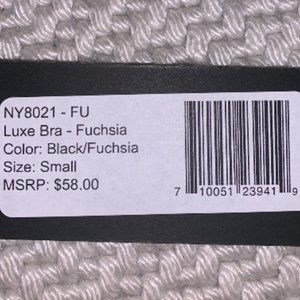 NY8021 - FU
Luxe Bra - Fuchsia
Color: Black/Fuchsia
Size: Small
MSRP: $58.00
7 10051 23941 9